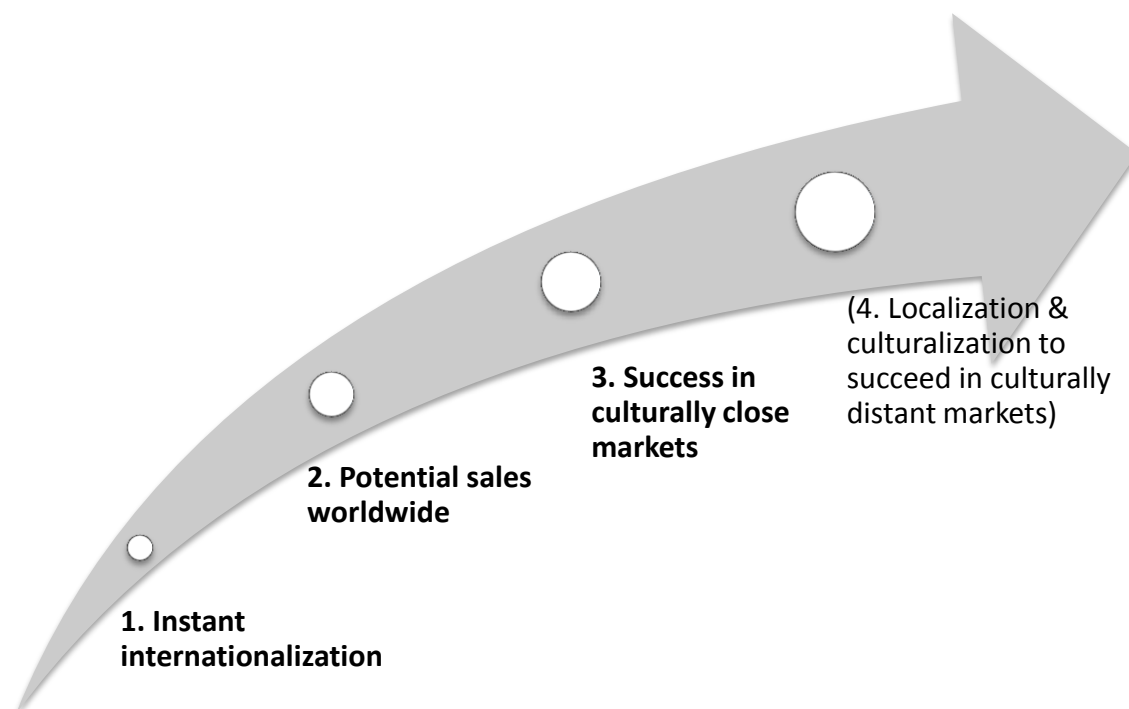 1. Instant
internationalization
2. Potential sales
worldwide
3. Success in
culturally close
markets
(4. Localization &
culturalization to
succeed in culturally
distant markets)